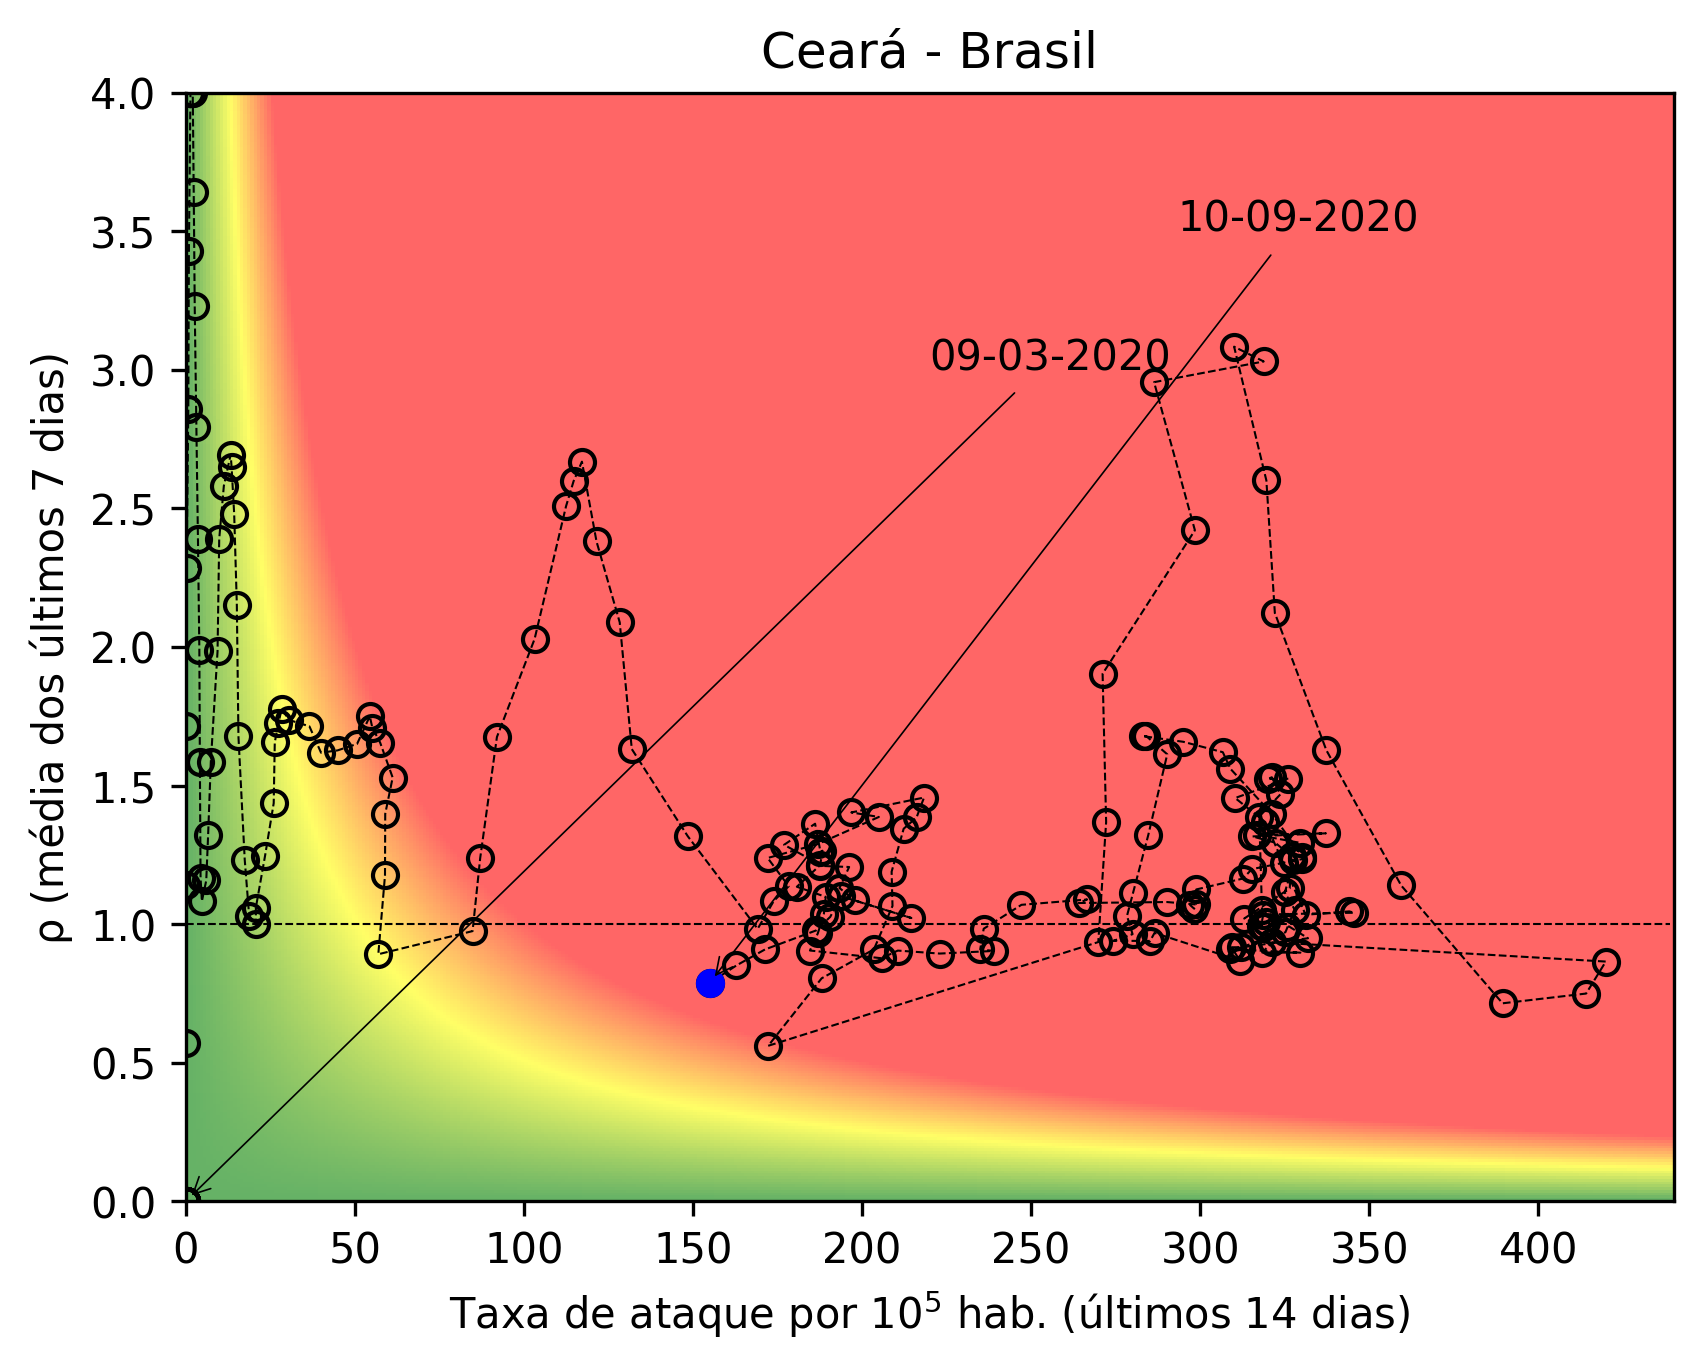 Ceará - Brasil
4.0
3.5
3.0
2.5
2.0
1.5
1.0
0.5
0.0
ρ (média dos últimos 7 dias)
10-09-2020
09-03-2020
0 50 100 150 200 250 300 350 400
Taxa de ataque por 10⁵ hab. (últimos 14 dias)